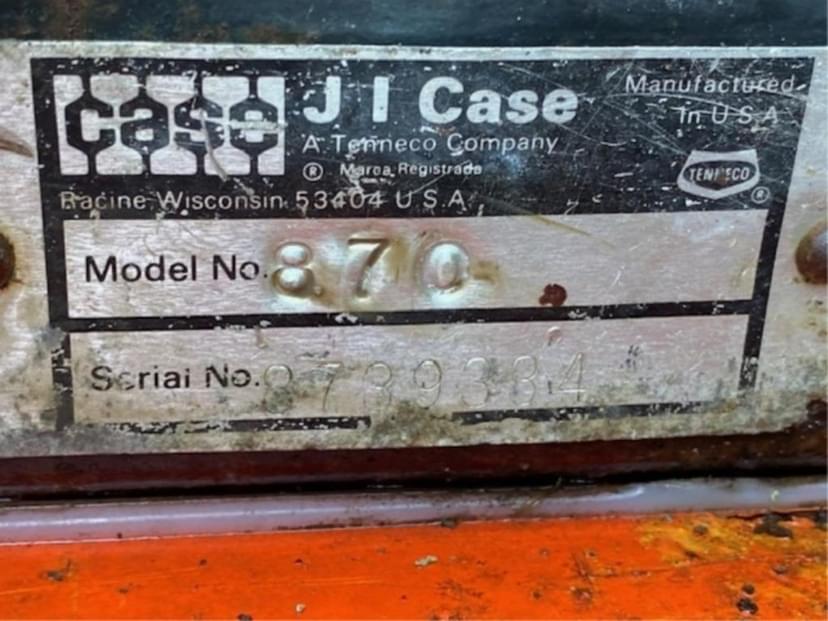 case
J I Case
A Tenneco Company
® Marca Registrada
Racine Wisconsin 53404 U.S.A.
Manufactured
In U S A
TENNECO
®
Model No. 870
Serial No.